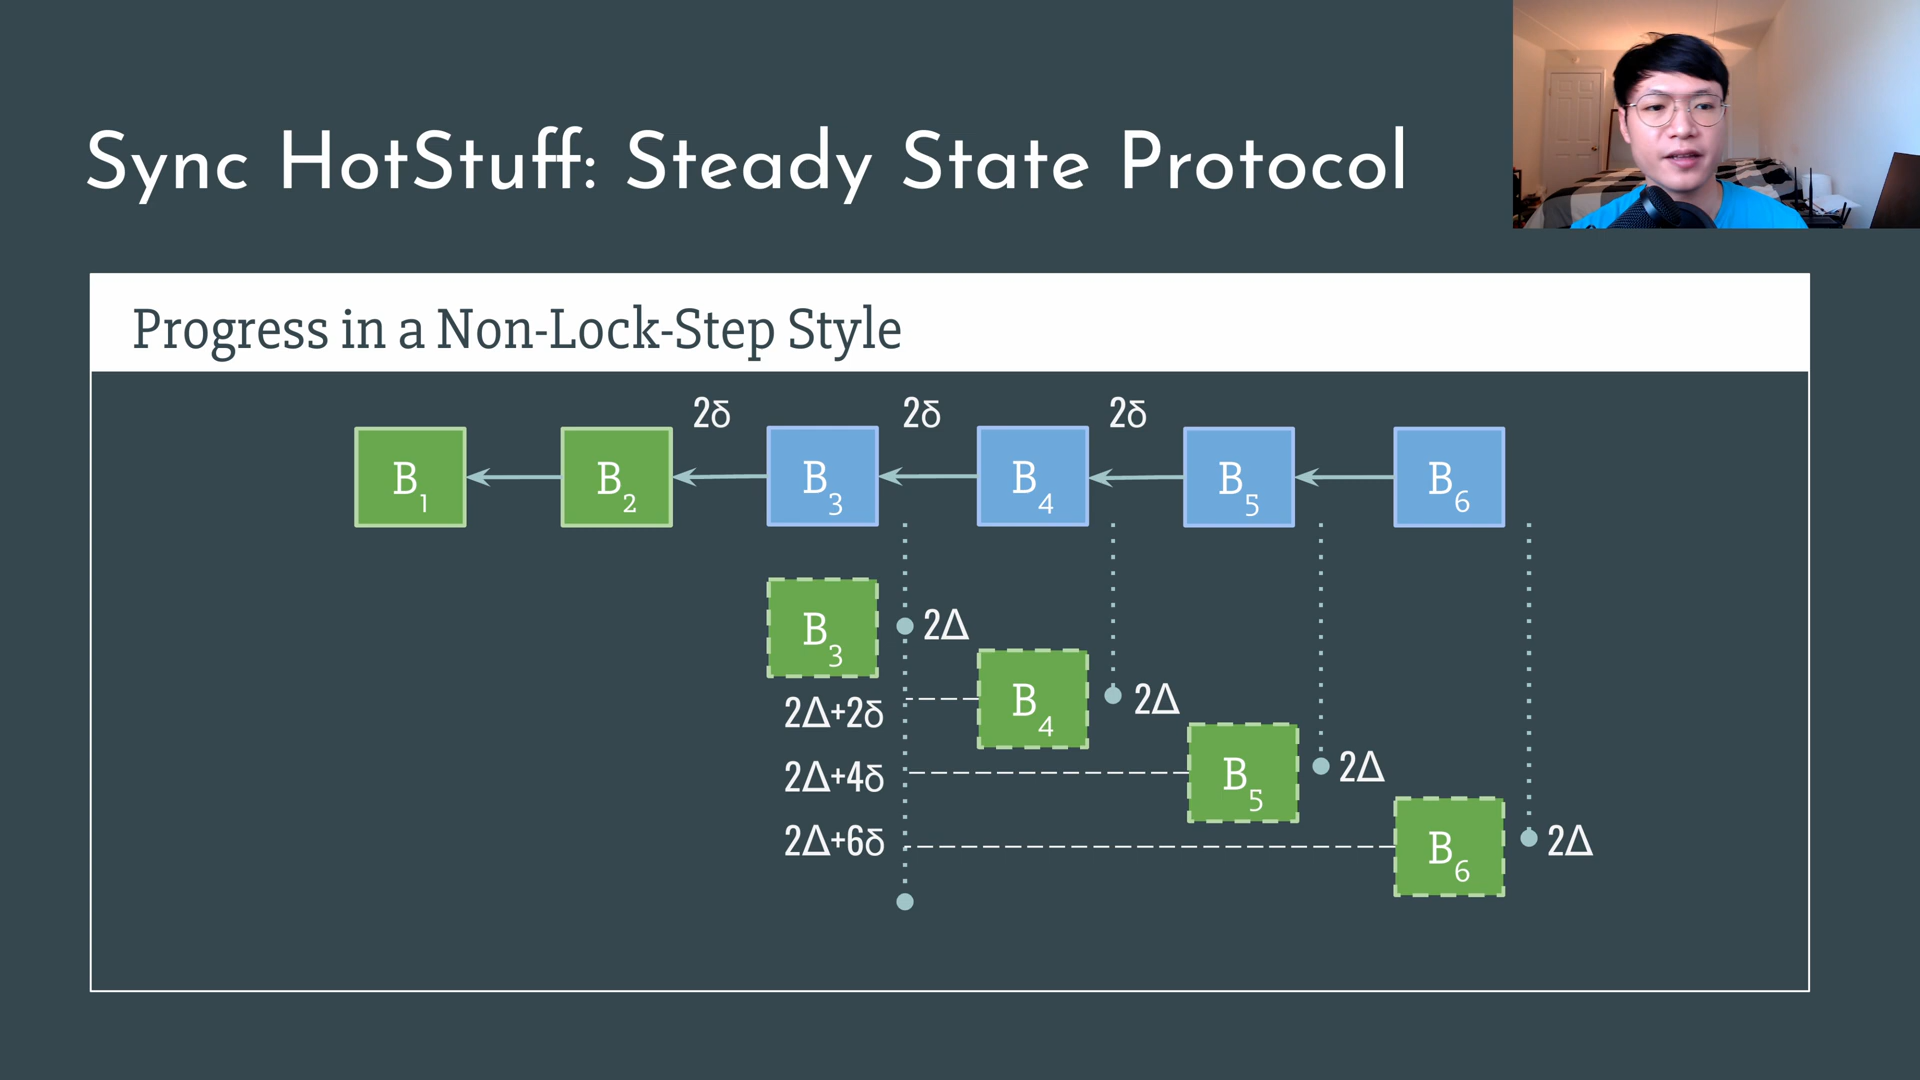 Sync HotStuff: Steady State Protocol
Progress in a Non-Lock-Step Style
2δ 2δ 2δ
B1 B2 B3 B4 B5 B6
B3 2Δ
2Δ+2δ B4 2Δ
2Δ+4δ B5 2Δ
2Δ+6δ B6 2Δ